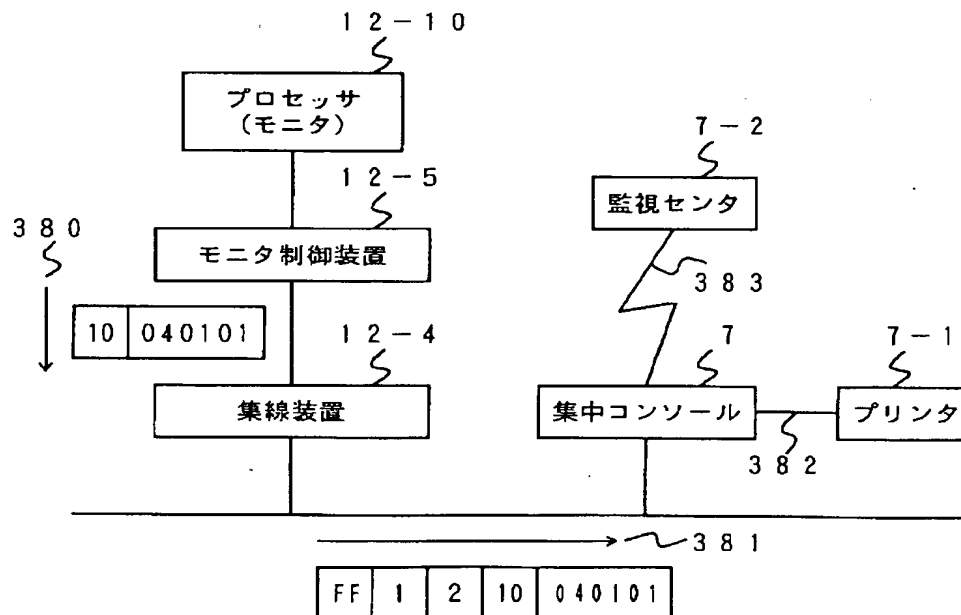 12-10
プロセッサ
(モニタ)
7-2
12-5
監視センタ
380
モニタ制御装置
383
10 040101
12-4
7
7-1
集線装置
集中コンソール
プリンタ
382
381
FF 1 2 10 040101